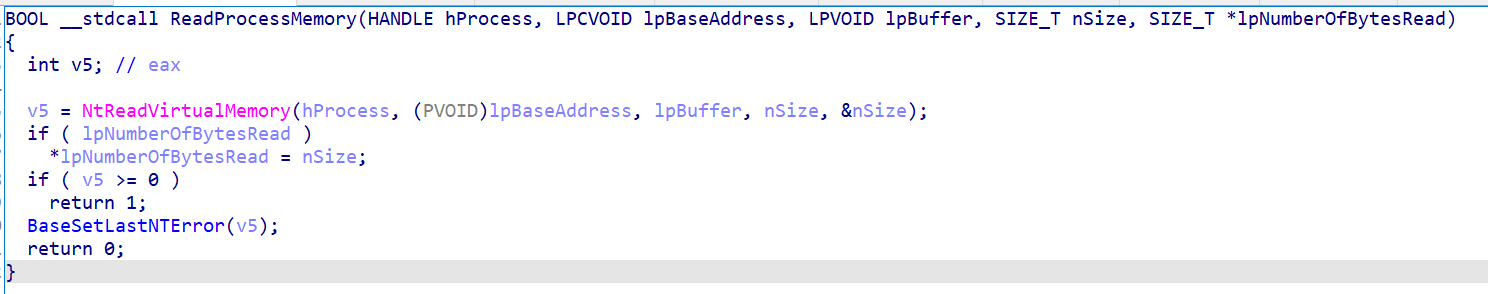 BOOL __stdcall ReadProcessMemory(HANDLE hProcess, LPCVOID lpBaseAddress, LPVOID lpBuffer, SIZE_T nSize, SIZE_T *lpNumberOfBytesRead)
{
  int v5; // eax

  v5 = NtReadVirtualMemory(hProcess, (PVOID)lpBaseAddress, lpBuffer, nSize, &nSize);
  if ( lpNumberOfBytesRead )
    *lpNumberOfBytesRead = nSize;
  if ( v5 >= 0 )
    return 1;
  BaseSetLastNTError(v5);
  return 0;
}